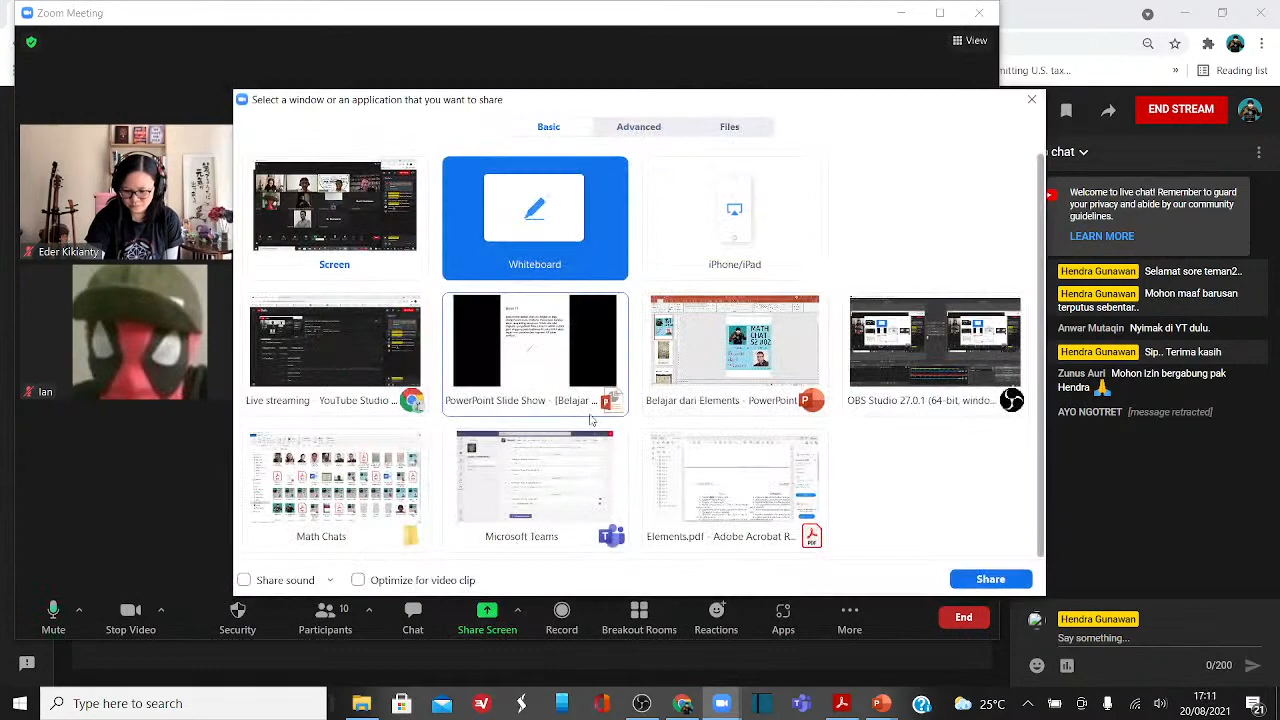 Zoom Meeting
View
Select a window or an application that you want to share
Basic
Advanced
Files
Screen
Whiteboard
iPhone/iPad
Live streaming - YouTube Studio ...
PowerPoint Slide Show - [Belajar ...
Belajar dari Elements - PowerPoint
OBS Studio 27.0.1 (64-bit, windo...
MATH
CHAT
Math Chats
Microsoft Teams
Elements.pdf - Adobe Acrobat R...
Share sound
Optimize for video clip
Share
Eder Kikianty
Ian
Mute
Stop Video
Security
10
Participants
Chat
Share Screen
Record
Breakout Rooms
Reactions
Apps
More
End
mitting U.S. tax...
»
Reading list
END STREAM
chat
Welcome to live chat! Remember to guard
your privacy and abide by our community
guidelines.
LEARN MORE
Hendra Gunawan Selamat sore teman2...
Hendra Gunawan Mohon maaf
terputus sebentar..
Nyimak di YT dulu..
Hendra Gunawan Sip.. Terima kasih
Mohon izin bergabung pak
Hendra
AYO NGORET [message retracted]
Hendra Gunawan
Say something...
0/200
Type here to search
25°C
17:11
20/08/2021
21
PDF